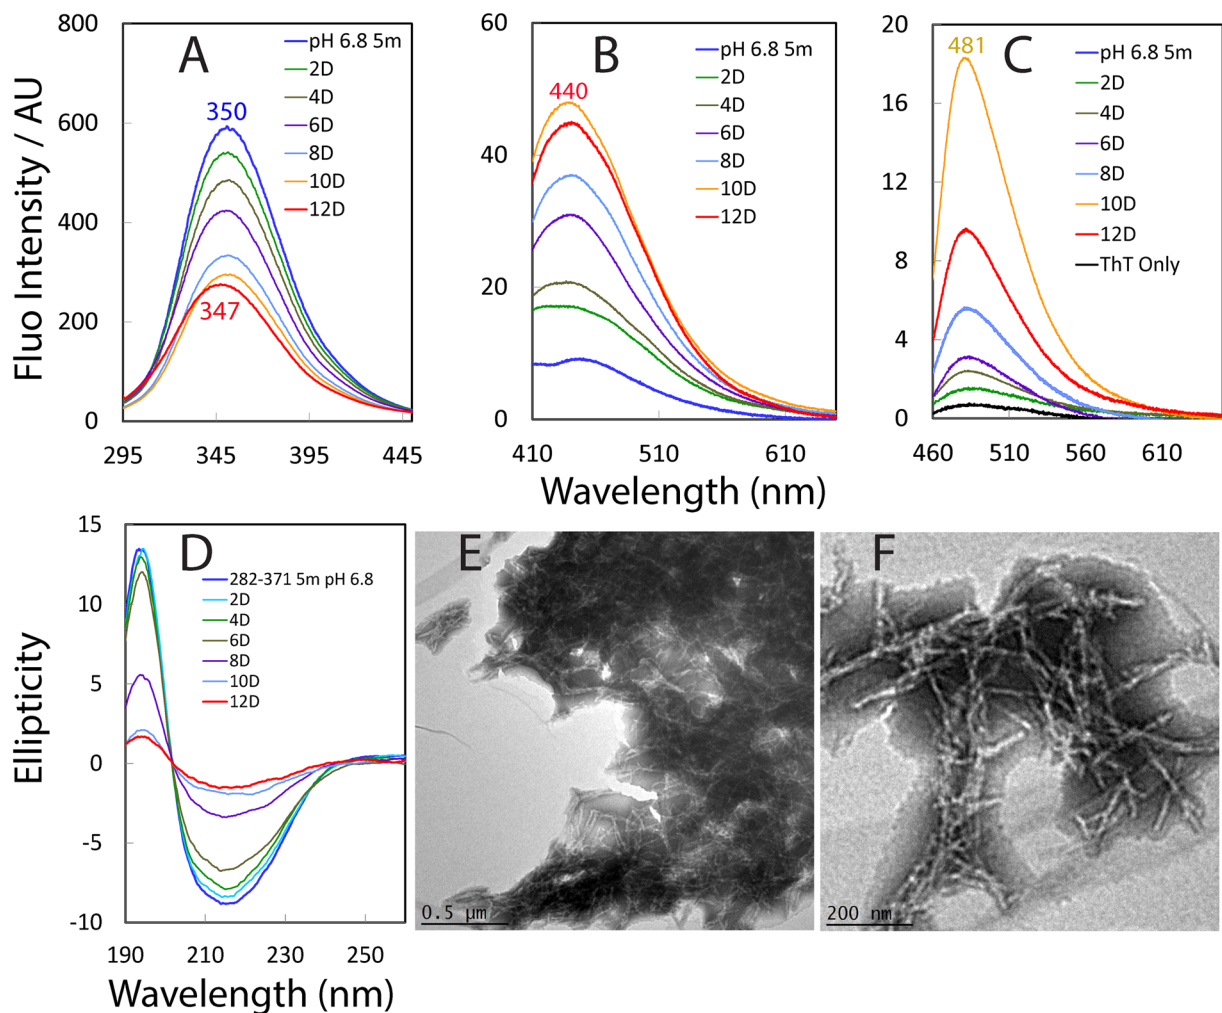 A
800
600
400
200
0
295
345
395
445
350
347
pH 6.8 5m
2D
4D
6D
8D
10D
12D
Fluo Intensity / AU
B
60
40
20
0
410
510
610
440
pH 6.8 5m
2D
4D
6D
8D
10D
12D
C
20
16
12
8
4
0
460
510
560
610
481
pH 6.8 5m
2D
4D
6D
8D
10D
12D
ThT Only
Wavelength (nm)
D
15
10
5
0
-5
-10
190
210
230
250
282-371 5m pH 6.8
2D
4D
6D
8D
10D
12D
Ellipticity
Wavelength (nm)
E
0.5 μm
F
200 nm